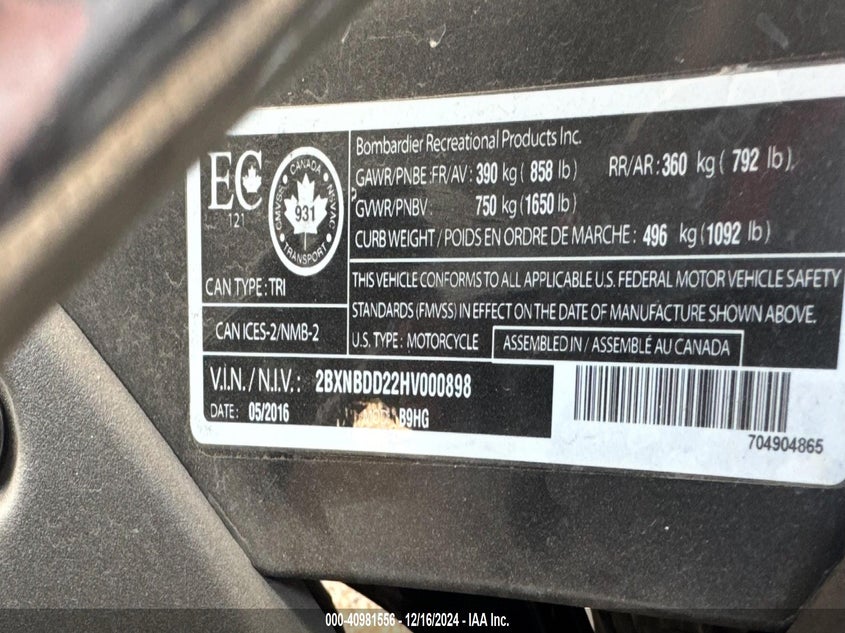 EC
121
CANADA
CMVSS
NSVAC
931
TRANSPORT
CAN TYPE: TRI
CAN ICES-2/NMB-2
Bombardier Recreational Products Inc.
GAWR/PNBE:FR/AV: 390 kg ( 858 lb) RR/AR: 360 kg ( 792 lb).
GVWR/PNBV 750 kg (1650 lb)
CURB WEIGHT / POIDS EN ORDRE DE MARCHE: 496 kg (1092 lb)
THIS VEHICLE CONFORMS TO ALL APPLICABLE U.S. FEDERAL MOTOR VEHICLE SAFETY
STANDARDS (FMVSS) IN EFFECT ON THE DATE OF MANUFACTURE SHOWN ABOVE.
U.S. TYPE: MOTORCYCLE ASSEMBLED IN / ASSEMBLÉ AU CANADA
V.I.N. / N.I.V.: 2BXNBDD22HV000898
DATE: 05/2016 B9HG
704904865
000-40981556 - 12/16/2024 - IAA Inc.